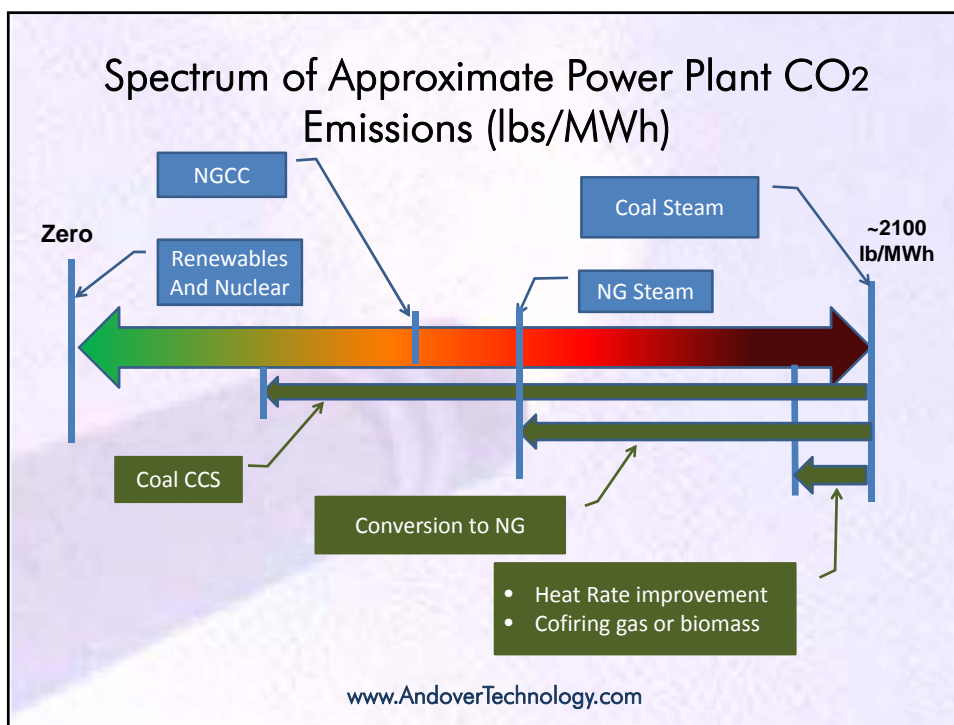 Spectrum of Approximate Power Plant CO2
Emissions (lbs/MWh)
NGCC
Coal Steam
Zero
~2100
lb/MWh
Renewables
And Nuclear
NG Steam
Coal CCS
Conversion to NG
• Heat Rate improvement
• Cofiring gas or biomass
www.AndoverTechnology.com